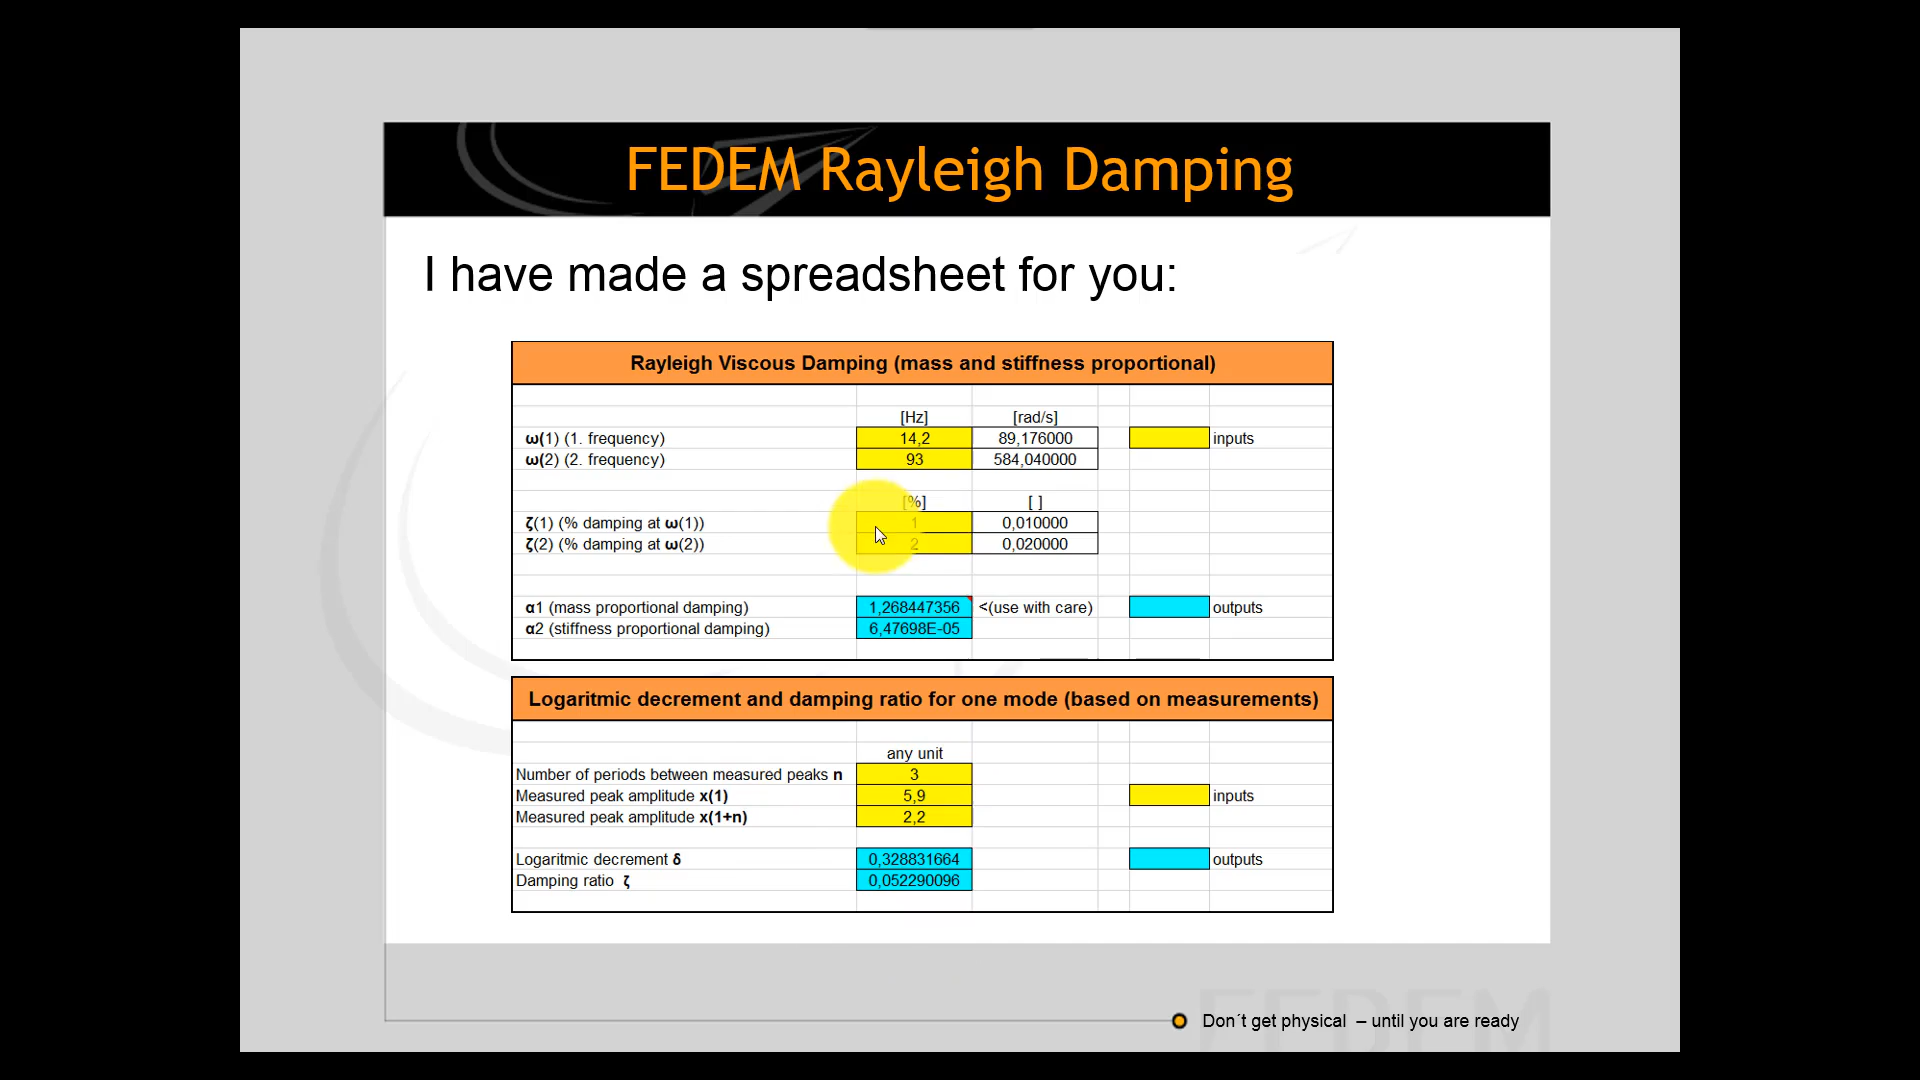 FEDEM Rayleigh Damping
I have made a spreadsheet for you:
Rayleigh Viscous Damping (mass and stiffness proportional)
[Hz] [rad/s]
ω(1) (1. frequency) 14,2 89,176000 inputs
ω(2) (2. frequency) 93 584,040000
[%] [ ]
ζ(1) (% damping at ω(1)) 1 0,010000
ζ(2) (% damping at ω(2)) 2 0,020000
α1 (mass proportional damping) 1,268447356 <(use with care) outputs
α2 (stiffness proportional damping) 6,47698E-05
Logaritmic decrement and damping ratio for one mode (based on measurements)
any unit
Number of periods between measured peaks n 3
Measured peak amplitude x(1) 5,9 inputs
Measured peak amplitude x(1+n) 2,2
Logaritmic decrement δ 0,328831664 outputs
Damping ratio ζ 0,052290096
FEDEM
Don´t get physical – until you are ready